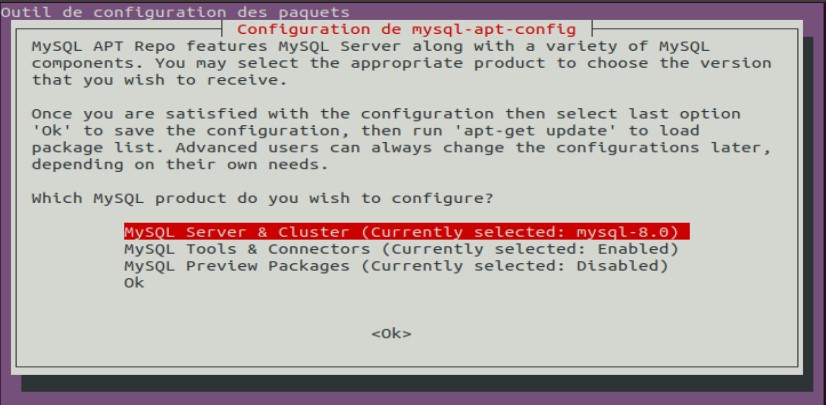 Outil de configuration des paquets
Configuration de mysql-apt-config
MySQL APT Repo features MySQL Server along with a variety of MySQL
components. You may select the appropriate product to choose the version
that you wish to receive.
Once you are satisfied with the configuration then select last option
'Ok' to save the configuration, then run 'apt-get update' to load
package list. Advanced users can always change the configurations later,
depending on their own needs.
Which MySQL product do you wish to configure?
MySQL Server & Cluster (Currently selected: mysql-8.0)
MySQL Tools & Connectors (Currently selected: Enabled)
MySQL Preview Packages (Currently selected: Disabled)
Ok
<Ok>